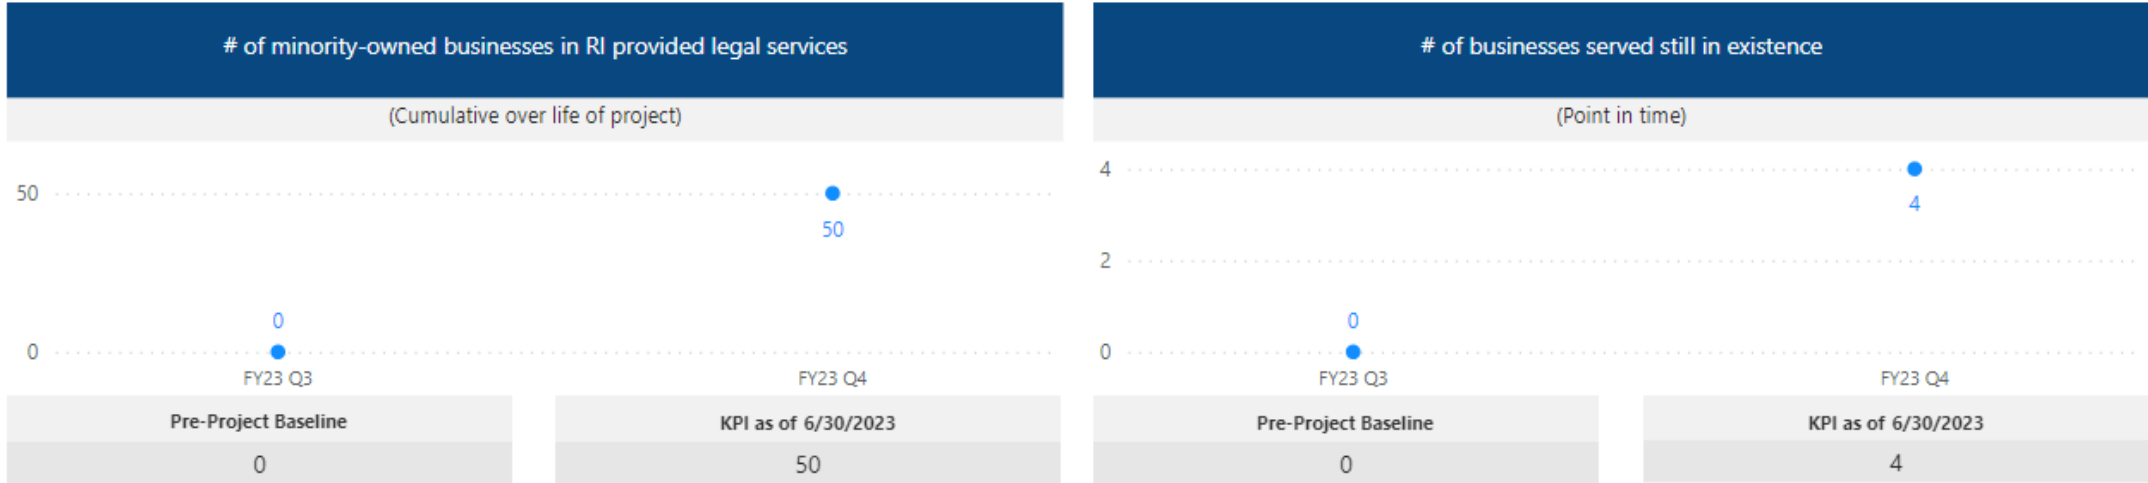 # of minority-owned businesses in RI provided legal services
(Cumulative over life of project)
50
50
0
0
FY23 Q3
FY23 Q4
Pre-Project Baseline
KPI as of 6/30/2023
0
50
# of businesses served still in existence
(Point in time)
4
4
2
0
0
FY23 Q3
FY23 Q4
Pre-Project Baseline
KPI as of 6/30/2023
0
4